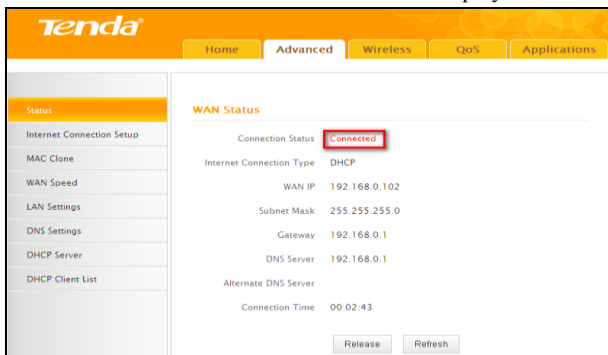 Tenda
Home Advanced Wireless QoS Applications
Status
Internet Connection Setup
MAC Clone
WAN Speed
LAN Settings
DNS Settings
DHCP Server
DHCP Client List
WAN Status
Connection Status Connected
Internet Connection Type DHCP
WAN IP 192.168.0.102
Subnet Mask 255.255.255.0
Gateway 192.168.0.1
DNS Server 192.168.0.1
Alternate DNS Server
Connection Time 00:02:43
Release Refresh